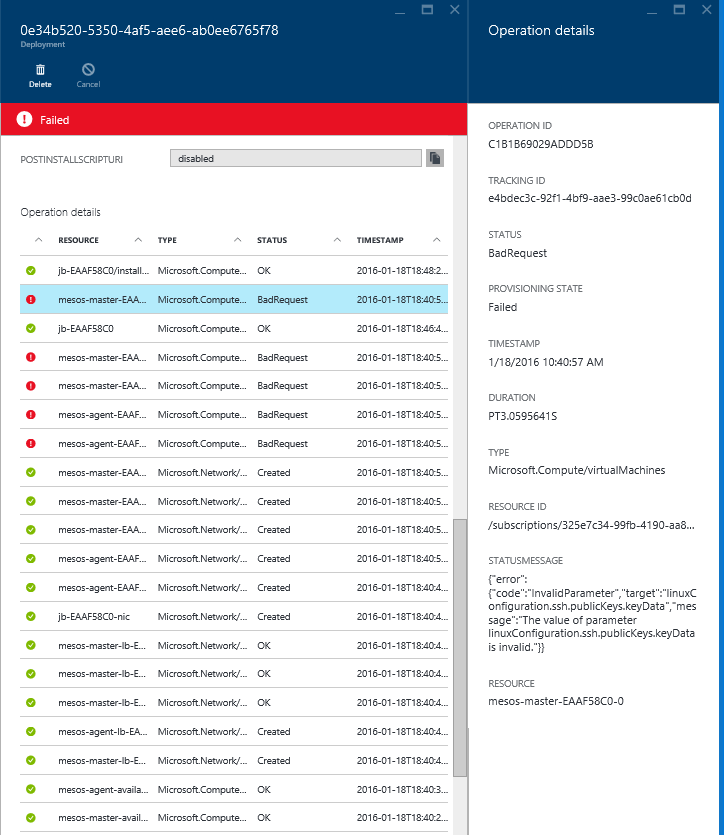 0e34b520-5350-4af5-aee6-ab0ee6765f78
Deployment
Delete
Cancel
Failed
POSTINSTALLSCRIPTURI
disabled
Operation details
RESOURCE TYPE STATUS TIMESTAMP
jb-EAAF58C0/install... Microsoft.Compute... OK 2016-01-18T18:48:2...
mesos-master-EAA... Microsoft.Compute... BadRequest 2016-01-18T18:40:5...
jb-EAAF58C0 Microsoft.Compute... OK 2016-01-18T18:46:4...
mesos-master-EAA... Microsoft.Compute... BadRequest 2016-01-18T18:40:5...
mesos-master-EAA... Microsoft.Compute... BadRequest 2016-01-18T18:40:5...
mesos-agent-EAAF... Microsoft.Compute... BadRequest 2016-01-18T18:40:5...
mesos-agent-EAAF... Microsoft.Compute... BadRequest 2016-01-18T18:40:5...
mesos-master-EAA... Microsoft.Network/... Created 2016-01-18T18:40:5...
mesos-master-EAA... Microsoft.Network/... Created 2016-01-18T18:40:5...
mesos-master-EAA... Microsoft.Network/... Created 2016-01-18T18:40:5...
mesos-agent-EAAF... Microsoft.Network/... Created 2016-01-18T18:40:5...
mesos-agent-EAAF... Microsoft.Network/... Created 2016-01-18T18:40:4...
jb-EAAF58C0-nic Microsoft.Network/... Created 2016-01-18T18:40:4...
mesos-master-lb-E... Microsoft.Network/... OK 2016-01-18T18:40:4...
mesos-master-lb-E... Microsoft.Network/... OK 2016-01-18T18:40:4...
mesos-master-lb-E... Microsoft.Network/... OK 2016-01-18T18:40:4...
mesos-agent-lb-EA... Microsoft.Network/... Created 2016-01-18T18:40:4...
mesos-master-lb-E... Microsoft.Network/... Created 2016-01-18T18:40:4...
mesos-agent-availa... Microsoft.Compute... OK 2016-01-18T18:40:3...
mesos-master-avail... Microsoft.Compute... OK 2016-01-18T18:40:2...
Operation details
OPERATION ID
C1B1B69029ADDD5B
TRACKING ID
e4bdec3c-92f1-4bf9-aae3-99c0ae61cb0d
STATUS
BadRequest
PROVISIONING STATE
Failed
TIMESTAMP
1/18/2016 10:40:57 AM
DURATION
PT3.0595641S
TYPE
Microsoft.Compute/virtualMachines
RESOURCE ID
/subscriptions/325e7c34-99fb-4190-aa8...
STATUSMESSAGE
{"error":
{"code":"InvalidParameter","target":"linuxC
onfiguration.ssh.publicKeys.keyData","mes
sage":"The value of parameter
linuxConfiguration.ssh.publicKeys.keyData
is invalid."}}
RESOURCE
mesos-master-EAAF58C0-0